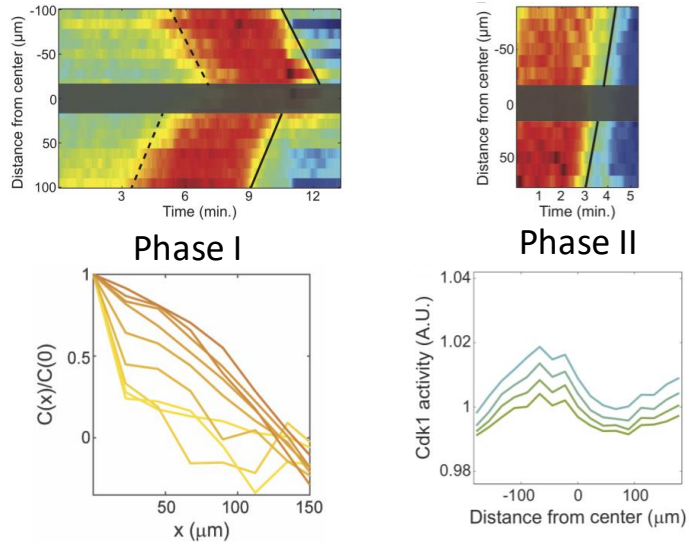 Distance from center (μm)
-100
-50
0
50
100
3 6 9 12
Time (min.)
Distance from center (μm)
-50
0
50
1 2 3 4 5
Time (min.)
Phase I
Phase II
C(x)/C(0)
1
0.5
0
0 50 100 150
x (μm)
Cdk1 activity (A.U.)
1.04
1.02
1
0.98
-100 0 100
Distance from center (μm)